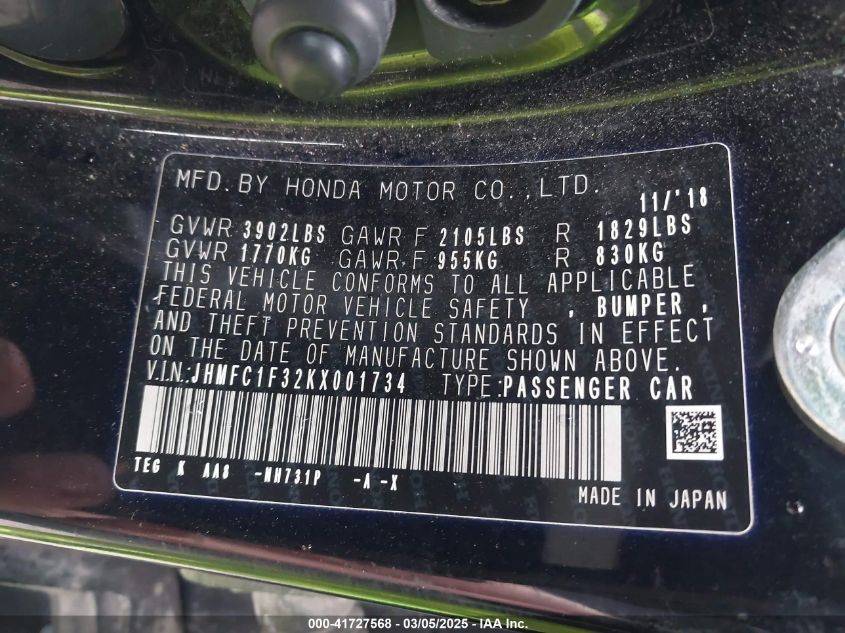 MFD. BY HONDA MOTOR CO.,LTD. 11/'18
GVWR 3902LBS GAWR F 2105LBS R 1829LBS
GVWR 1770KG GAWR F 955KG R 830KG
THIS VEHICLE CONFORMS TO ALL APPLICABLE
FEDERAL MOTOR VEHICLE SAFETY , BUMPER ,
AND THEFT PREVENTION STANDARDS IN EFFECT
ON THE DATE OF MANUFACTURE SHOWN ABOVE.
V.I.N:JHMFC1F32KX001734 TYPE:PASSENGER CAR
TEG K AA8 -NH731P -A -X
MADE IN JAPAN
000-41727568 - 03/05/2025 - IAA Inc.